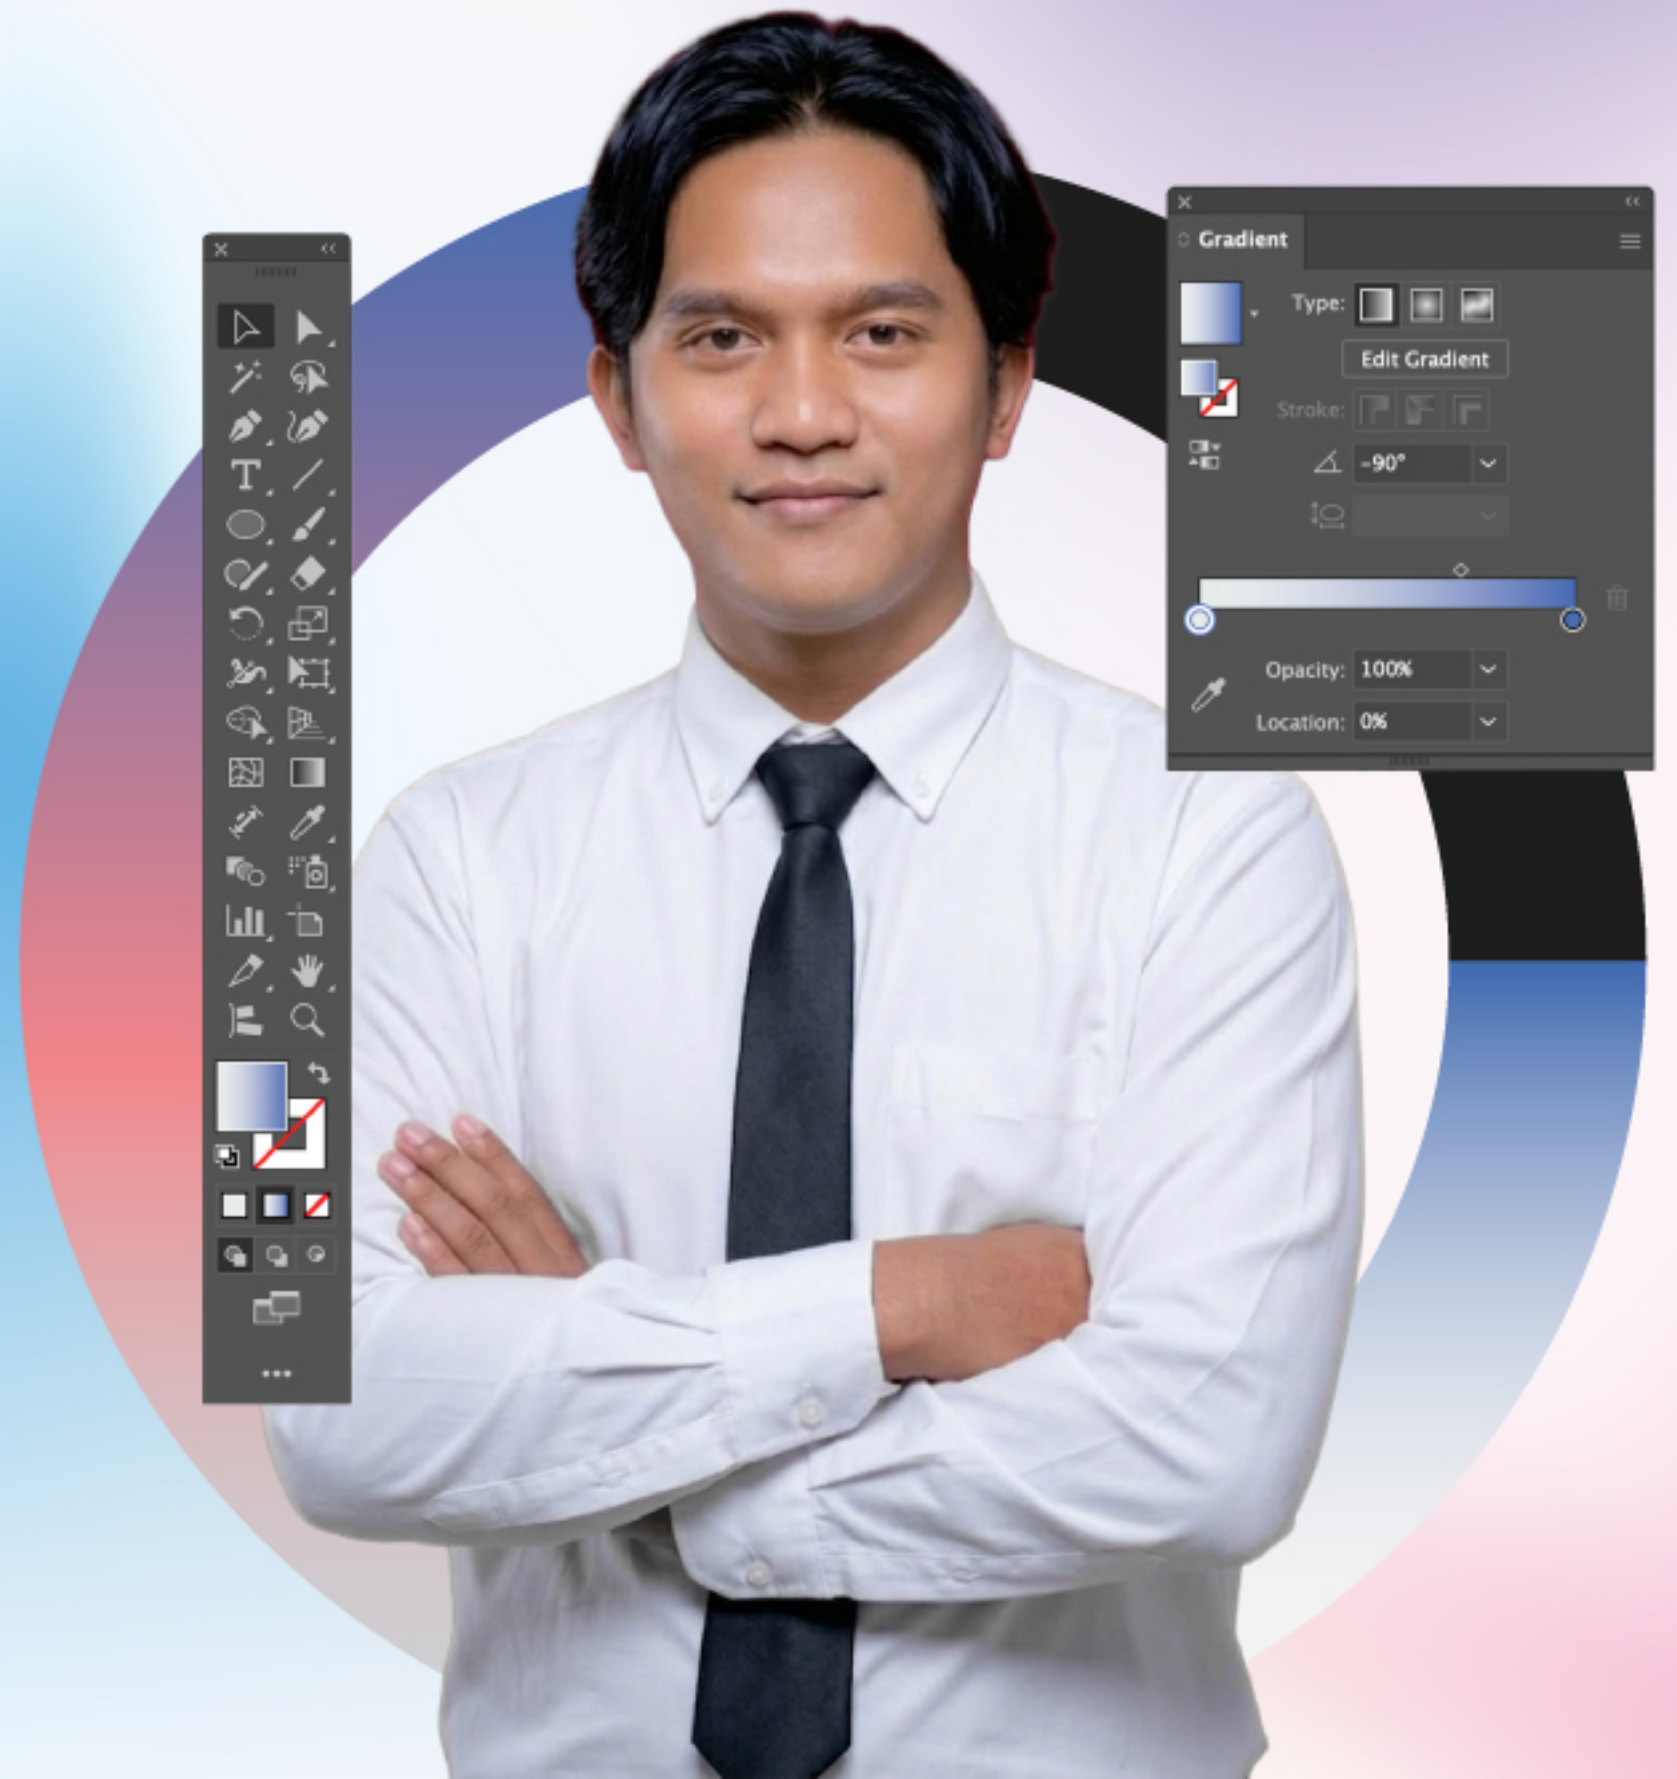 Gradient
Type:
Edit Gradient
Stroke:
-90°
Opacity: 100%
Location: 0%